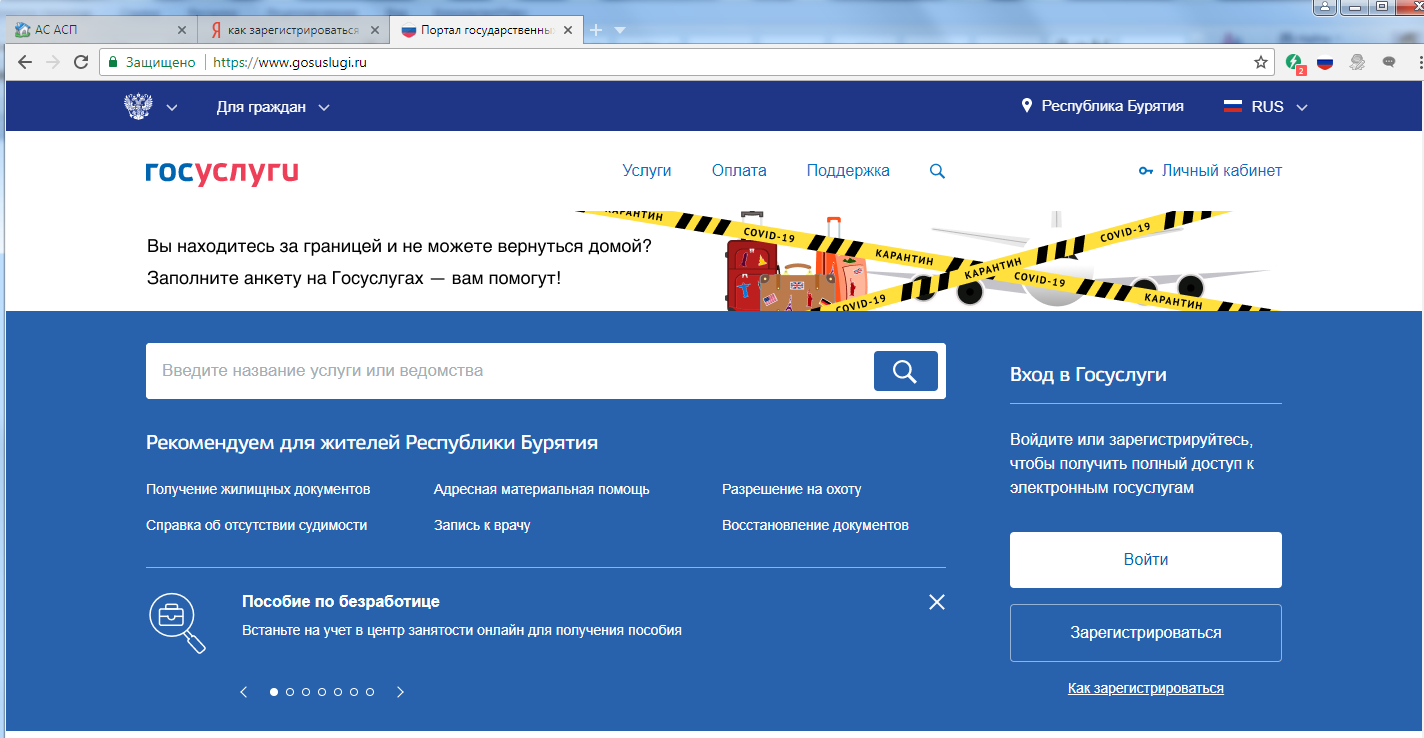 АС АСП
как зарегистрироваться
Портал государственны
Защищено
https://www.gosuslugi.ru
2
Для граждан
Республика Бурятия
RUS
госуслуги
Услуги
Оплата
Поддержка
Личный кабинет
Вы находитесь за границей и не можете вернуться домой?
Заполните анкету на Госуслугах — вам помогут!
КАРАНТИН
COVID-19
КАРАНТИН
COVID-19
КАРАНТИН
COVID-19
КАРАНТИН
COVID-19
Введите название услуги или ведомства
Рекомендуем для жителей Республики Бурятия
Получение жилищных документов
Адресная материальная помощь
Разрешение на охоту
Справка об отсутствии судимости
Запись к врачу
Восстановление документов
Пособие по безработице
Встаньте на учет в центр занятости онлайн для получения пособия
Вход в Госуслуги
Войдите или зарегистрируйтесь,
чтобы получить полный доступ к
электронным госуслугам
Войти
Зарегистрироваться
Как зарегистрироваться